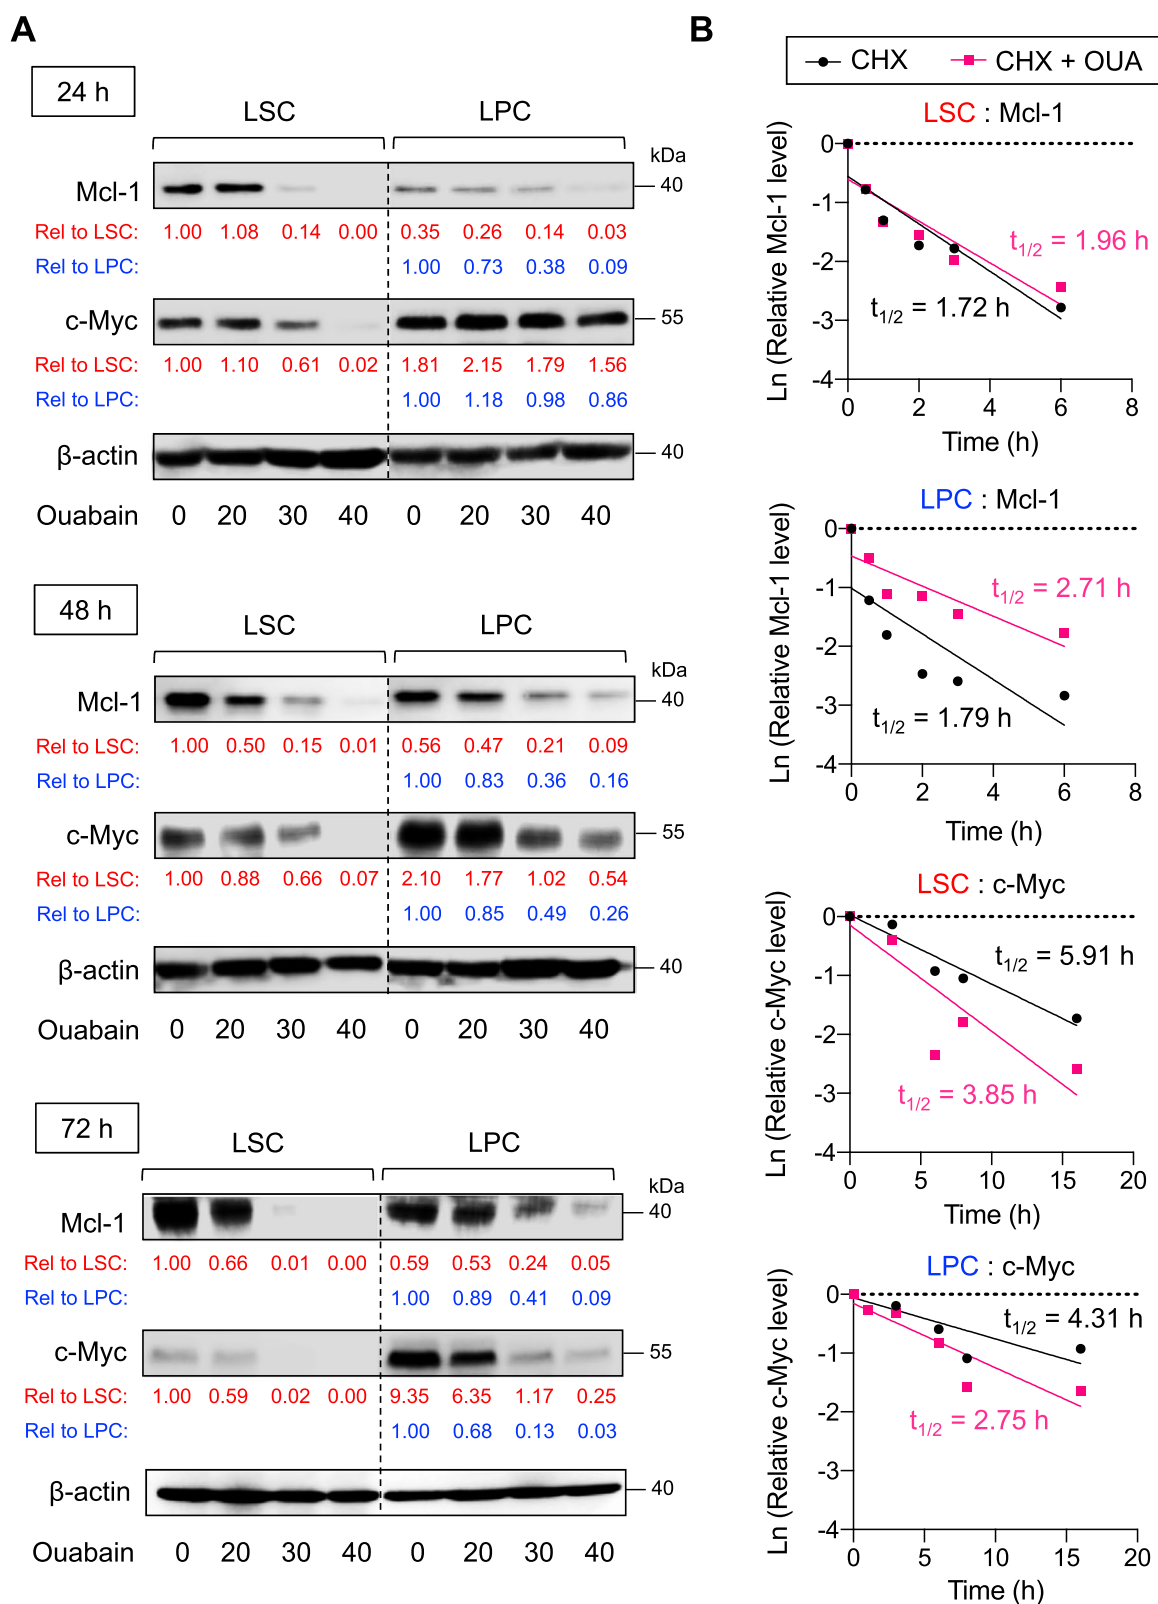 A
24 h
LSC LPC
kDa
Mcl-1 40
Rel to LSC: 1.00 1.08 0.14 0.00 0.35 0.26 0.14 0.03
Rel to LPC: 1.00 0.73 0.38 0.09
c-Myc 55
Rel to LSC: 1.00 1.10 0.61 0.02 1.81 2.15 1.79 1.56
Rel to LPC: 1.00 1.18 0.98 0.86
β-actin 40
Ouabain 0 20 30 40 0 20 30 40
48 h
LSC LPC
kDa
Mcl-1 40
Rel to LSC: 1.00 0.50 0.15 0.01 0.56 0.47 0.21 0.09
Rel to LPC: 1.00 0.83 0.36 0.16
c-Myc 55
Rel to LSC: 1.00 0.88 0.66 0.07 2.10 1.77 1.02 0.54
Rel to LPC: 1.00 0.85 0.49 0.26
β-actin 40
Ouabain 0 20 30 40 0 20 30 40
72 h
LSC LPC
kDa
Mcl-1 40
Rel to LSC: 1.00 0.66 0.01 0.00 0.59 0.53 0.24 0.05
Rel to LPC: 1.00 0.89 0.41 0.09
c-Myc 55
Rel to LSC: 1.00 0.59 0.02 0.00 9.35 6.35 1.17 0.25
Rel to LPC: 1.00 0.68 0.13 0.03
β-actin 40
Ouabain 0 20 30 40 0 20 30 40
B
CHX CHX + OUA
LSC : Mcl-1
Ln (Relative Mcl-1 level)
0
-1
-2
-3
-4
t1/2 = 1.96 h
t1/2 = 1.72 h
0 2 4 6 8
Time (h)
LPC : Mcl-1
Ln (Relative Mcl-1 level)
0
-1
-2
-3
-4
t1/2 = 2.71 h
t1/2 = 1.79 h
0 2 4 6 8
Time (h)
LSC : c-Myc
Ln (Relative c-Myc level)
0
-1
-2
-3
-4
t1/2 = 5.91 h
t1/2 = 3.85 h
0 5 10 15 20
Time (h)
LPC : c-Myc
Ln (Relative c-Myc level)
0
-1
-2
-3
-4
t1/2 = 4.31 h
t1/2 = 2.75 h
0 5 10 15 20
Time (h)